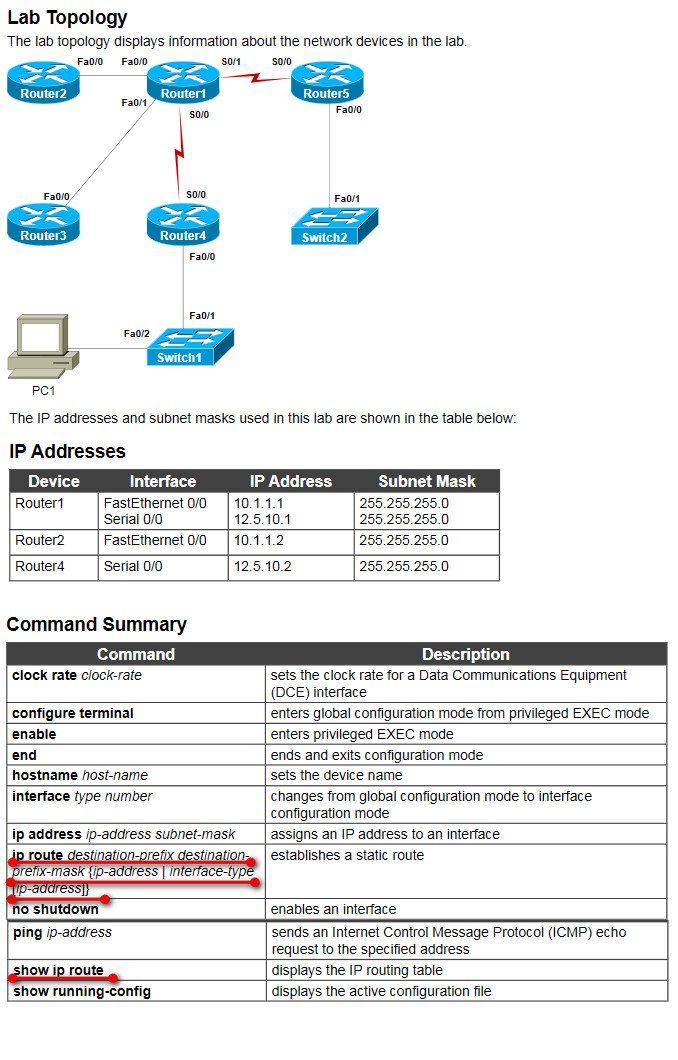 Lab Topology
The lab topology displays information about the network devices in the lab.
Fa0/0 Fa0/0 S0/1 S0/0
Router2 Router1 Router5
Fa0/1 Fa0/0
S0/0
Fa0/0 S0/0 Fa0/1
Router3 Router4 Switch2
Fa0/0
Fa0/1
Fa0/2
Switch1
PC1
The IP addresses and subnet masks used in this lab are shown in the table below:
IP Addresses
Device Interface IP Address Subnet Mask
Router1 FastEthernet 0/0 10.1.1.1 255.255.255.0
Serial 0/0 12.5.10.1 255.255.255.0
Router2 FastEthernet 0/0 10.1.1.2 255.255.255.0
Router4 Serial 0/0 12.5.10.2 255.255.255.0
Command Summary
Command Description
clock rate clock-rate sets the clock rate for a Data Communications Equipment
(DCE) interface
configure terminal enters global configuration mode from privileged EXEC mode
enable enters privileged EXEC mode
end ends and exits configuration mode
hostname host-name sets the device name
interface type number changes from global configuration mode to interface
configuration mode
ip address ip-address subnet-mask assigns an IP address to an interface
ip route destination-prefix destination- establishes a static route
prefix-mask {ip-address | interface-type
[ip-address]}
no shutdown enables an interface
ping ip-address sends an Internet Control Message Protocol (ICMP) echo
request to the specified address
show ip route displays the IP routing table
show running-config displays the active configuration file